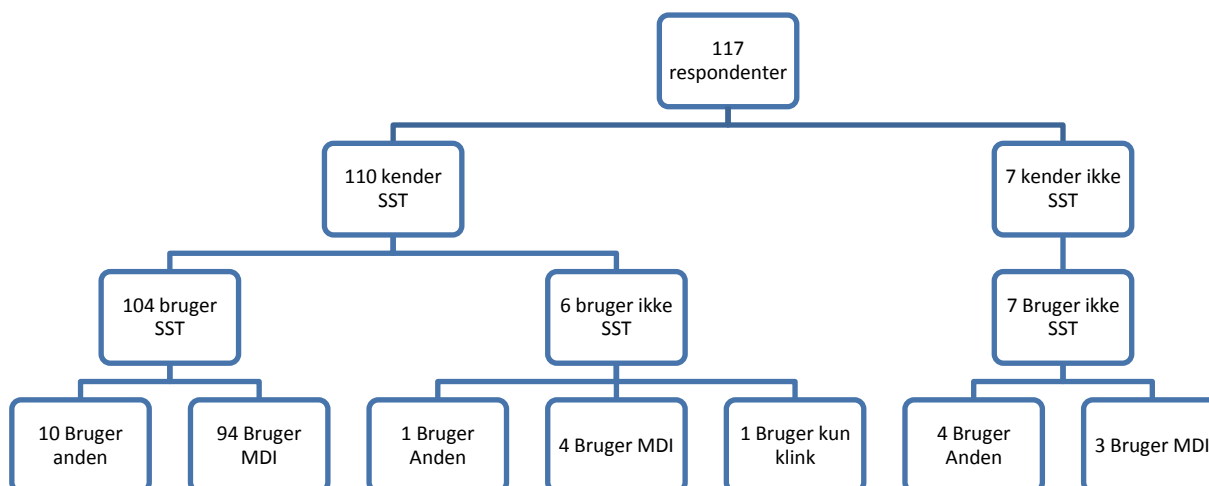 117
respondenter
110 kender
SST
7 kender ikke
SST
104 bruger
SST
6 bruger ikke
SST
7 Bruger ikke
SST
10 Bruger
anden
94 Bruger
MDI
1 Bruger
Anden
4 Bruger MDI
1 Bruger kun
klink
4 Bruger
Anden
3 Bruger MDI